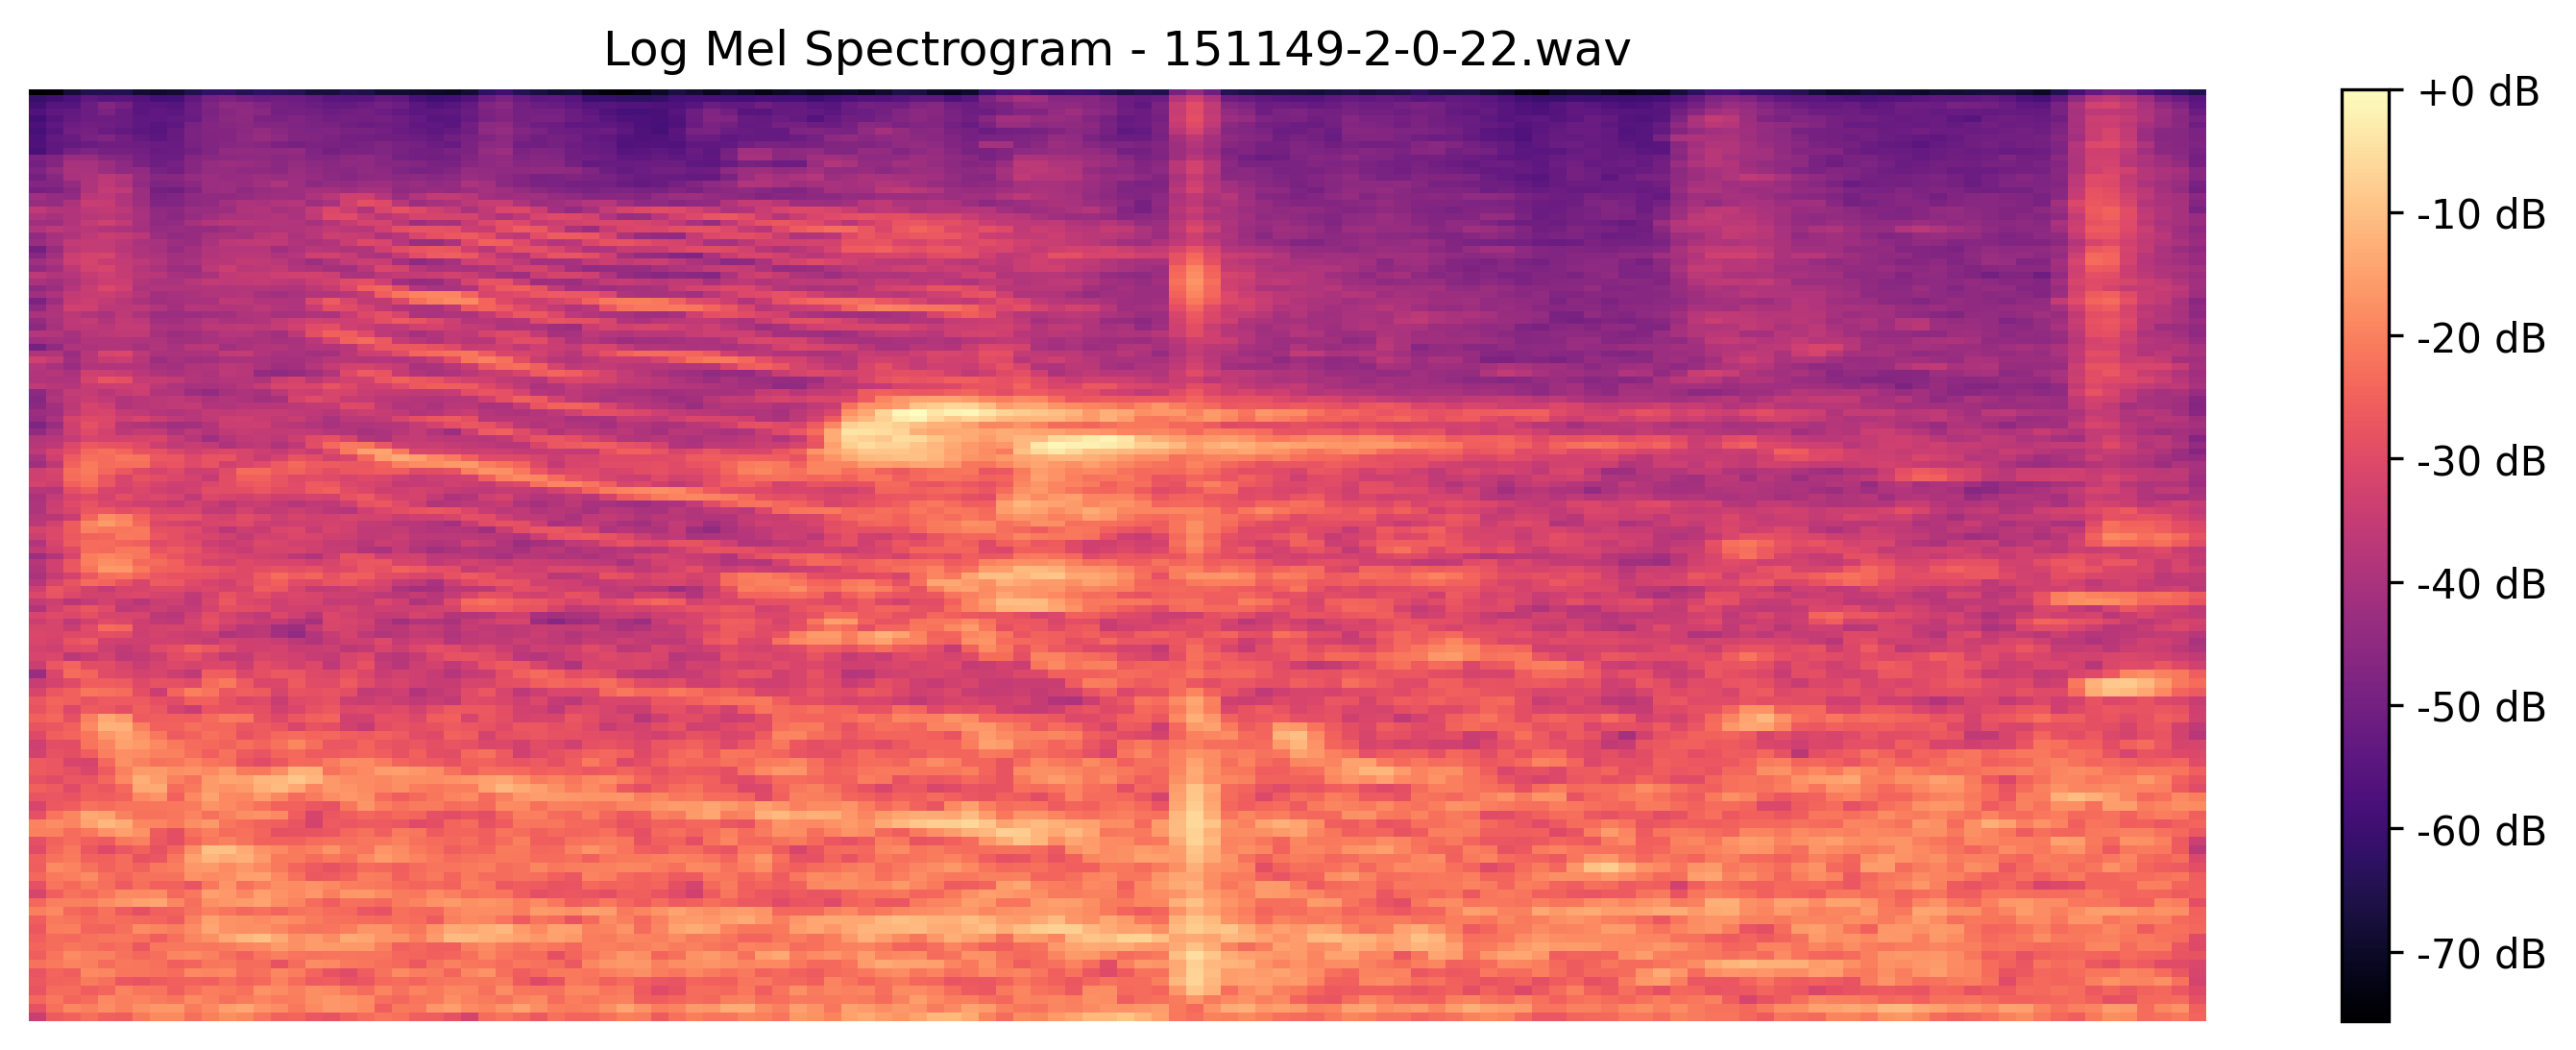 Log Mel Spectrogram - 151149-2-0-22.wav
+0 dB
-10 dB
-20 dB
-30 dB
-40 dB
-50 dB
-60 dB
-70 dB